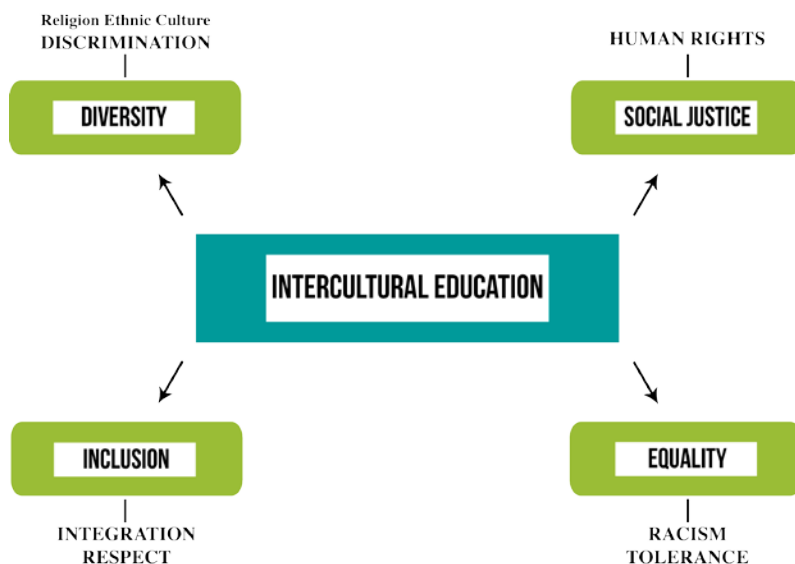 Religion Ethnic Culture
DISCRIMINATION
DIVERSITY
HUMAN RIGHTS
SOCIAL JUSTICE
INTERCULTURAL EDUCATION
INCLUSION
INTEGRATION
RESPECT
EQUALITY
RACISM
TOLERANCE